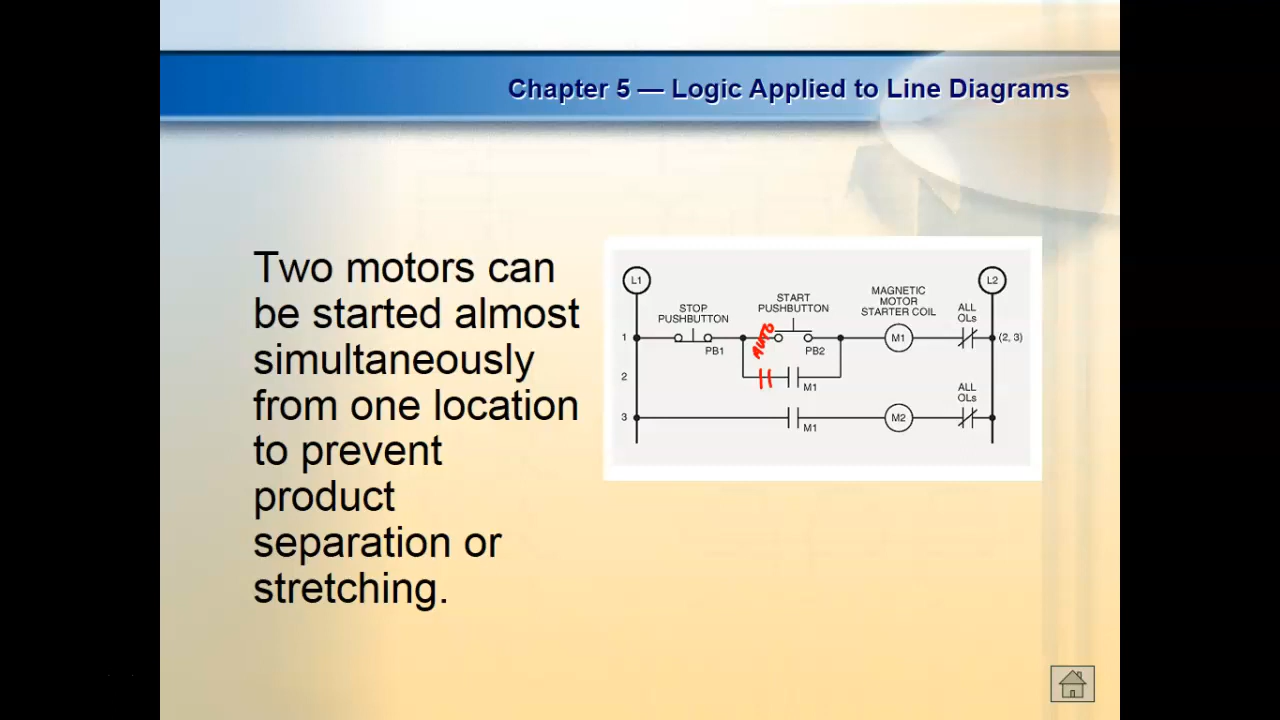 Chapter 5 — Logic Applied to Line Diagrams
Two motors can
be started almost
simultaneously
from one location
to prevent
product
separation or
stretching.
L1
L2
STOP
PUSHBUTTON
START
PUSHBUTTON
MAGNETIC
MOTOR
STARTER COIL
ALL
OLs
1
PB1
AUTO
PB2
M1
(2, 3)
2
M1
ALL
OLs
3
M1
M2